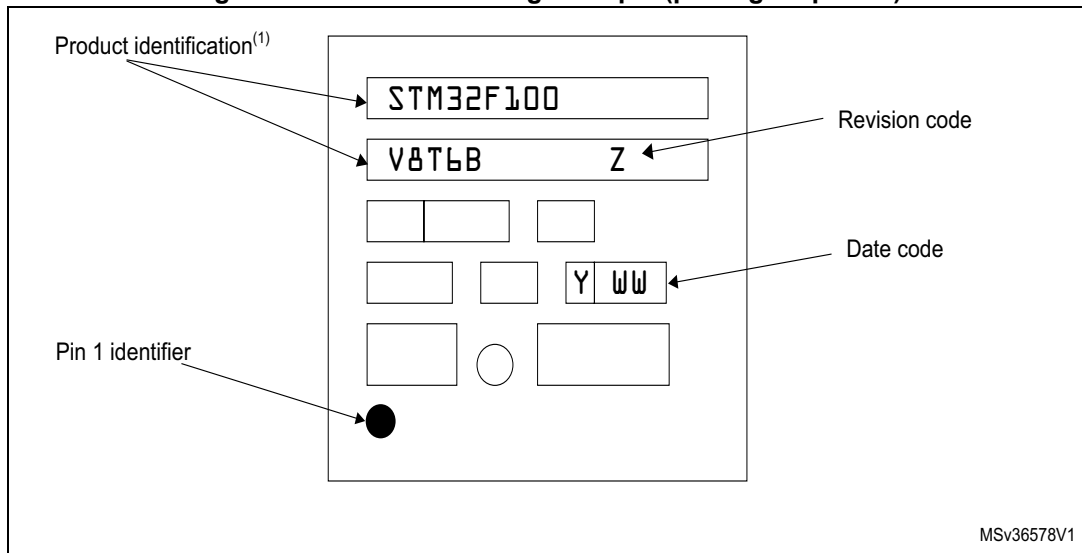 Product identification(1)
STM32F100
Revision code
V8T6B Z
Date code
Y WW
Pin 1 identifier
MSv36578V1